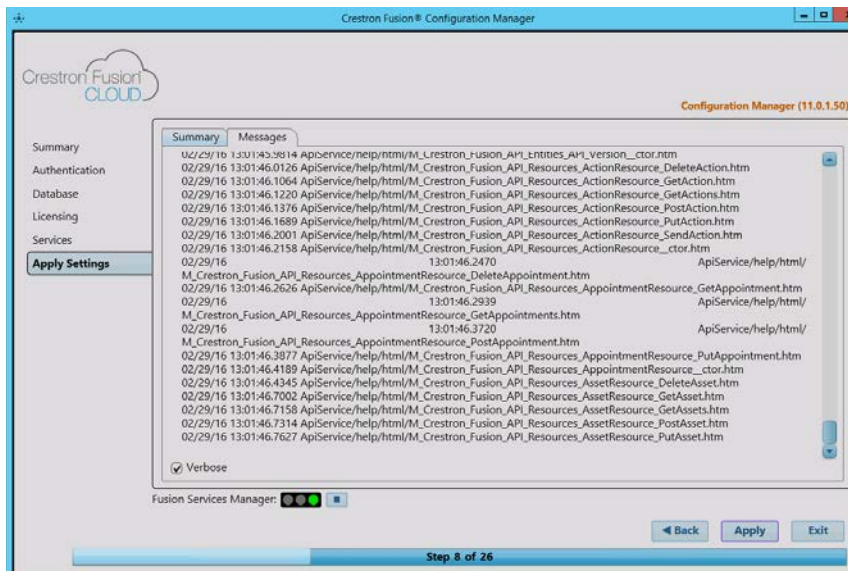 Crestron Fusion® Configuration Manager
Crestron Fusion
CLOUD
Configuration Manager (11.0.1.50)
Summary
Authentication
Database
Licensing
Services
Apply Settings
Summary Messages
02/29/16 13:01:45.9814 ApiService/help/html/M_Crestron_Fusion_API_Entities_API_Version__ctor.htm
02/29/16 13:01:46.0126 ApiService/help/html/M_Crestron_Fusion_API_Resources_ActionResource_DeleteAction.htm
02/29/16 13:01:46.1064 ApiService/help/html/M_Crestron_Fusion_API_Resources_ActionResource_GetAction.htm
02/29/16 13:01:46.1220 ApiService/help/html/M_Crestron_Fusion_API_Resources_ActionResource_GetActions.htm
02/29/16 13:01:46.1376 ApiService/help/html/M_Crestron_Fusion_API_Resources_ActionResource_PostAction.htm
02/29/16 13:01:46.1689 ApiService/help/html/M_Crestron_Fusion_API_Resources_ActionResource_PutAction.htm
02/29/16 13:01:46.2001 ApiService/help/html/M_Crestron_Fusion_API_Resources_ActionResource_SendAction.htm
02/29/16 13:01:46.2158 ApiService/help/html/M_Crestron_Fusion_API_Resources_ActionResource__ctor.htm
02/29/16 13:01:46.2470 ApiService/help/html/
M_Crestron_Fusion_API_Resources_AppointmentResource_DeleteAppointment.htm
02/29/16 13:01:46.2626 ApiService/help/html/M_Crestron_Fusion_API_Resources_AppointmentResource_GetAppointment.htm
02/29/16 13:01:46.2939 ApiService/help/html/
M_Crestron_Fusion_API_Resources_AppointmentResource_GetAppointments.htm
02/29/16 13:01:46.3720 ApiService/help/html/
M_Crestron_Fusion_API_Resources_AppointmentResource_PostAppointment.htm
02/29/16 13:01:46.3877 ApiService/help/html/M_Crestron_Fusion_API_Resources_AppointmentResource_PutAppointment.htm
02/29/16 13:01:46.4189 ApiService/help/html/M_Crestron_Fusion_API_Resources_AppointmentResource__ctor.htm
02/29/16 13:01:46.4345 ApiService/help/html/M_Crestron_Fusion_API_Resources_AssetResource_DeleteAsset.htm
02/29/16 13:01:46.7002 ApiService/help/html/M_Crestron_Fusion_API_Resources_AssetResource_GetAsset.htm
02/29/16 13:01:46.7158 ApiService/help/html/M_Crestron_Fusion_API_Resources_AssetResource_GetAssets.htm
02/29/16 13:01:46.7314 ApiService/help/html/M_Crestron_Fusion_API_Resources_AssetResource_PostAsset.htm
02/29/16 13:01:46.7627 ApiService/help/html/M_Crestron_Fusion_API_Resources_AssetResource_PutAsset.htm
Verbose
Fusion Services Manager:
Back Apply Exit
Step 8 of 26